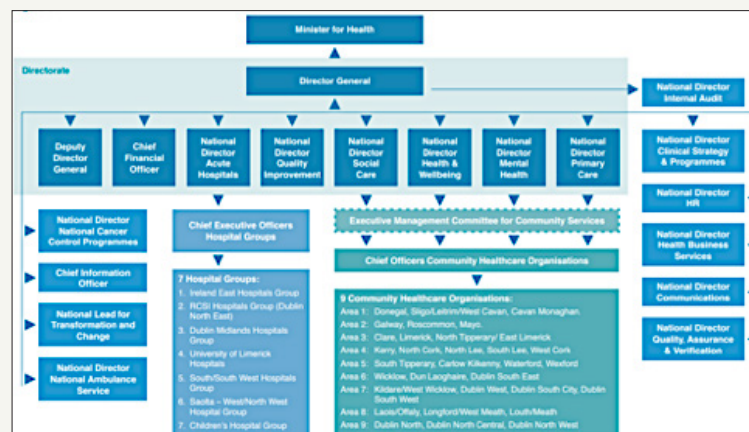 Minister for Health
Directorate
Director General
National Director
Internal Audit
Deputy
Director
General
Chief
Financial
Officer
National
Director
Acute
Hospitals
National
Director
Quality
Improvement
National
Director
Social
Care
National
Director
Health &
Wellbeing
National
Director
Mental
Health
National
Director
Primary
Care
National Director
Clinical Strategy
& Programmes
National Director
HR
National Director
Health Business
Services
National Director
Communications
National Director
Quality, Assurance
& Verification
National Director
National Cancer
Control Programmes
Chief Information
Officer
National Lead for
Transformation and
Change
National Director
National Ambulance
Service
Chief Executive Officers
Hospital Groups
7 Hospital Groups:
1. Ireland East Hospitals Group
2. RCSI Hospitals Group (Dublin
North East)
3. Dublin Midlands Hospitals
Group
4. University of Limerick
Hospitals
5. South/South West Hospitals
Group
6. Saolta – West/North West
Hospital Group
7. Children's Hospital Group
Executive Management Committee for Community Services
Chief Officers Community Healthcare Organisations
9 Community Healthcare Organisations:
Area 1: Donegal, Sligo/Leitrim/West Cavan, Cavan Monaghan.
Area 2: Galway, Roscommon, Mayo.
Area 3: Clare, Limerick, North Tipperary/ East Limerick
Area 4: Kerry, North Cork, North Lee, South Lee, West Cork
Area 5: South Tipperary, Carlow Kilkenny, Waterford, Wexford
Area 6: Wicklow, Dun Laoghaire, Dublin South East
Area 7: Kildare/West Wicklow, Dublin West, Dublin South City, Dublin
South West
Area 8: Laois/Offaly, Longford/West Meath, Louth/Meath
Area 9: Dublin North, Dublin North Central, Dublin North West